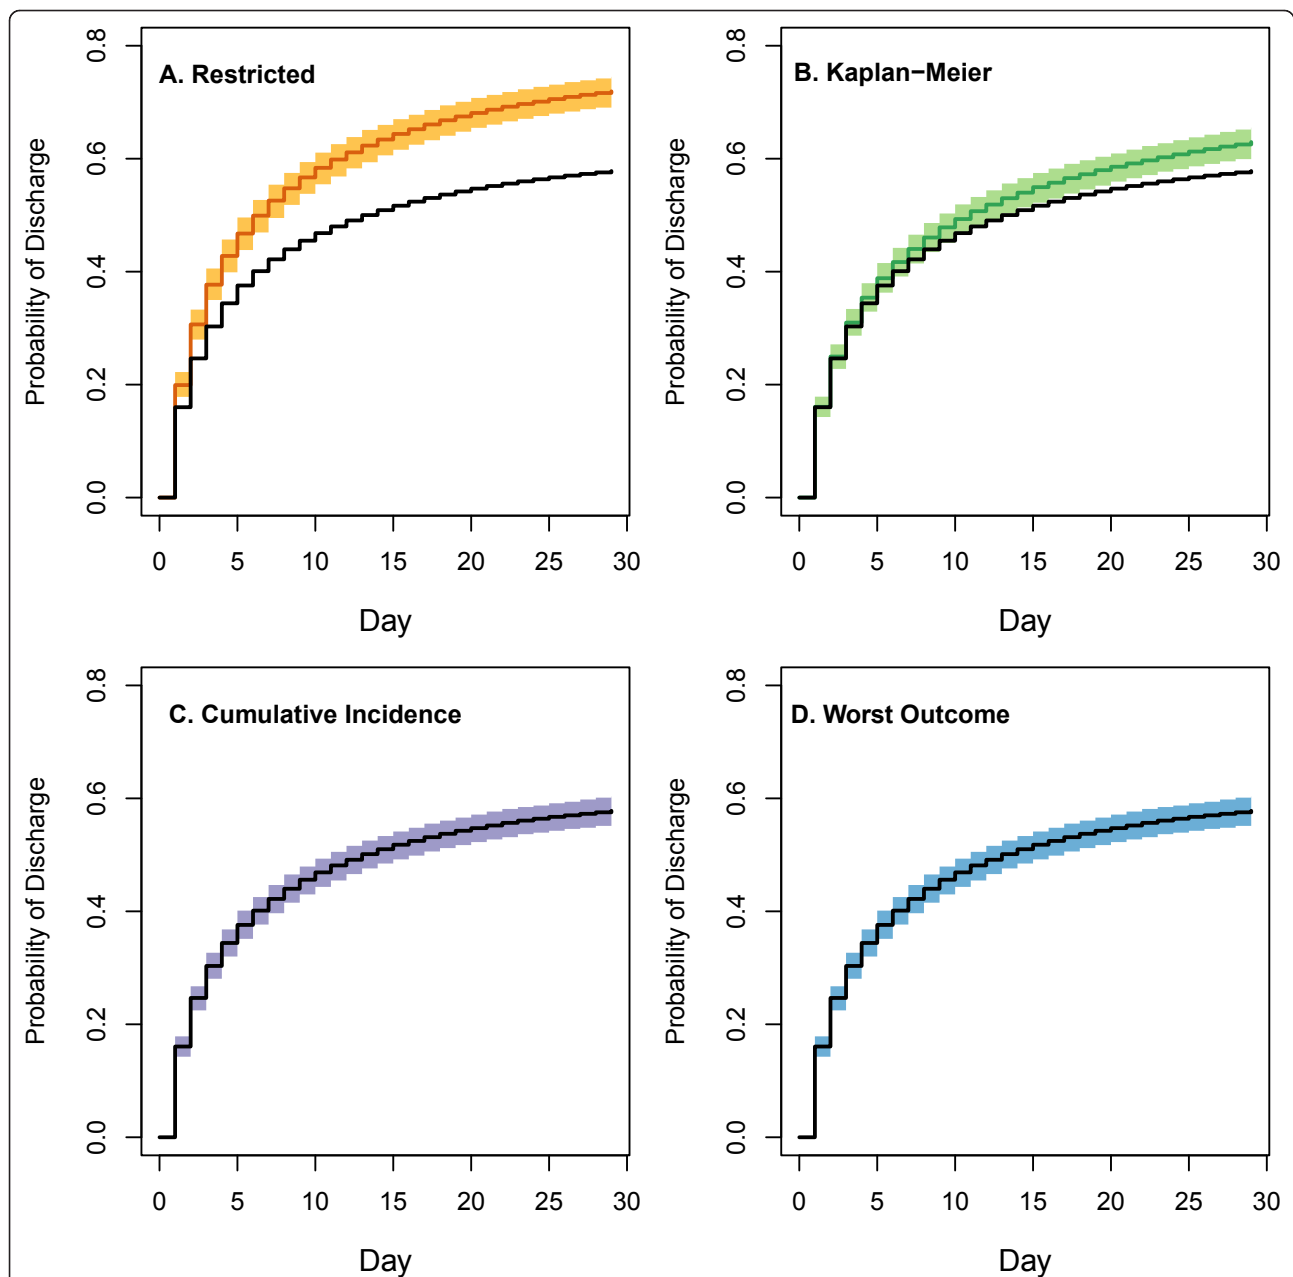 A. Restricted
Probability of Discharge
0.0 0.2 0.4 0.6 0.8
0 5 10 15 20 25 30
Day
B. Kaplan−Meier
Probability of Discharge
0.0 0.2 0.4 0.6 0.8
0 5 10 15 20 25 30
Day
C. Cumulative Incidence
Probability of Discharge
0.0 0.2 0.4 0.6 0.8
0 5 10 15 20 25 30
Day
D. Worst Outcome
Probability of Discharge
0.0 0.2 0.4 0.6 0.8
0 5 10 15 20 25 30
Day